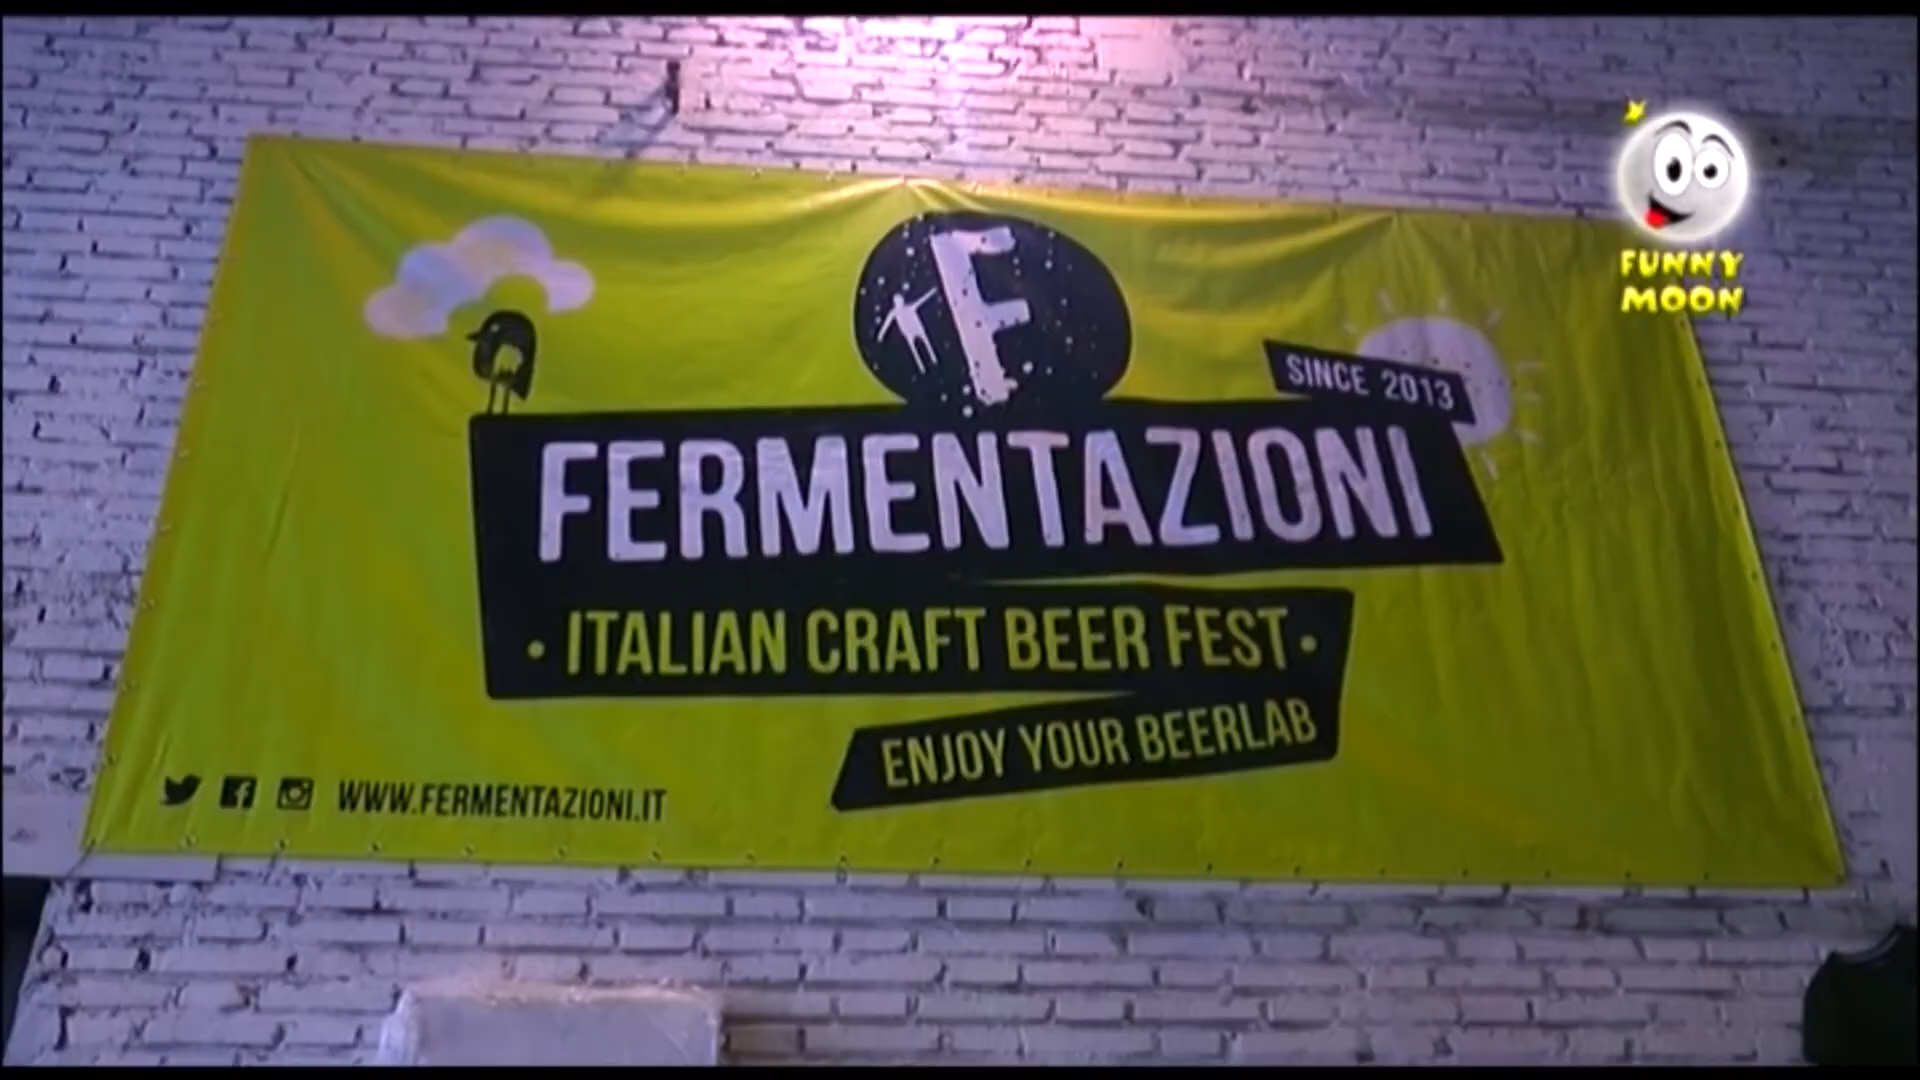 FUNNY
MOON
F
SINCE 2013
FERMENTAZIONI
• ITALIAN CRAFT BEER FEST •
ENJOY YOUR BEERLAB
WWW.FERMENTAZIONI.IT